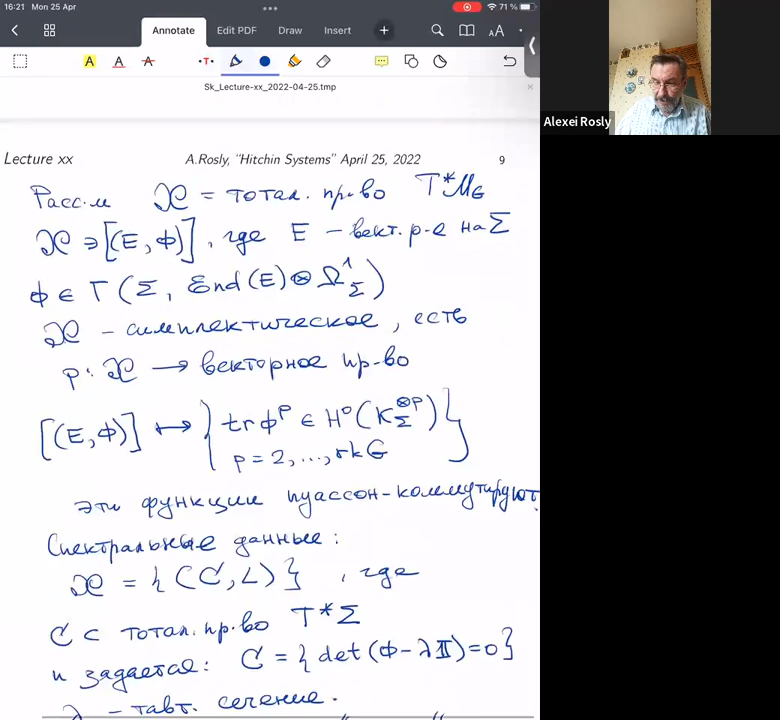 16:21 Mon 25 Apr
71 %
Annotate Edit PDF Draw Insert
Sk_Lecture-xx_2022-04-25.tmp
Alexei Rosly
Lecture xx A.Rosly, "Hitchin Systems" April 25, 2022 9
Рассм 𝒳 = тотал. пр-во T*M_G
𝒳 ∋ [(E, Φ)], где E – вект. р-е на Σ
Φ ∈ Γ(Σ, End(E) ⊗ Ω¹_Σ)
𝒳 – симплектическое, есть
p: 𝒳 → векторное пр-во
[(E, Φ)] ↦ { tr Φ^p ∈ H⁰(K_Σ^{⊗p})
p = 2, ..., rk G }
Эти функции пуассон-коммутируют.
Спектральные данные:
𝒳 = {(C, L)}, где
C ⊂ тотал. пр-во T*Σ
и задается: C = { det(Φ – λ𝟙) = 0 }
λ – тавт. сечение.